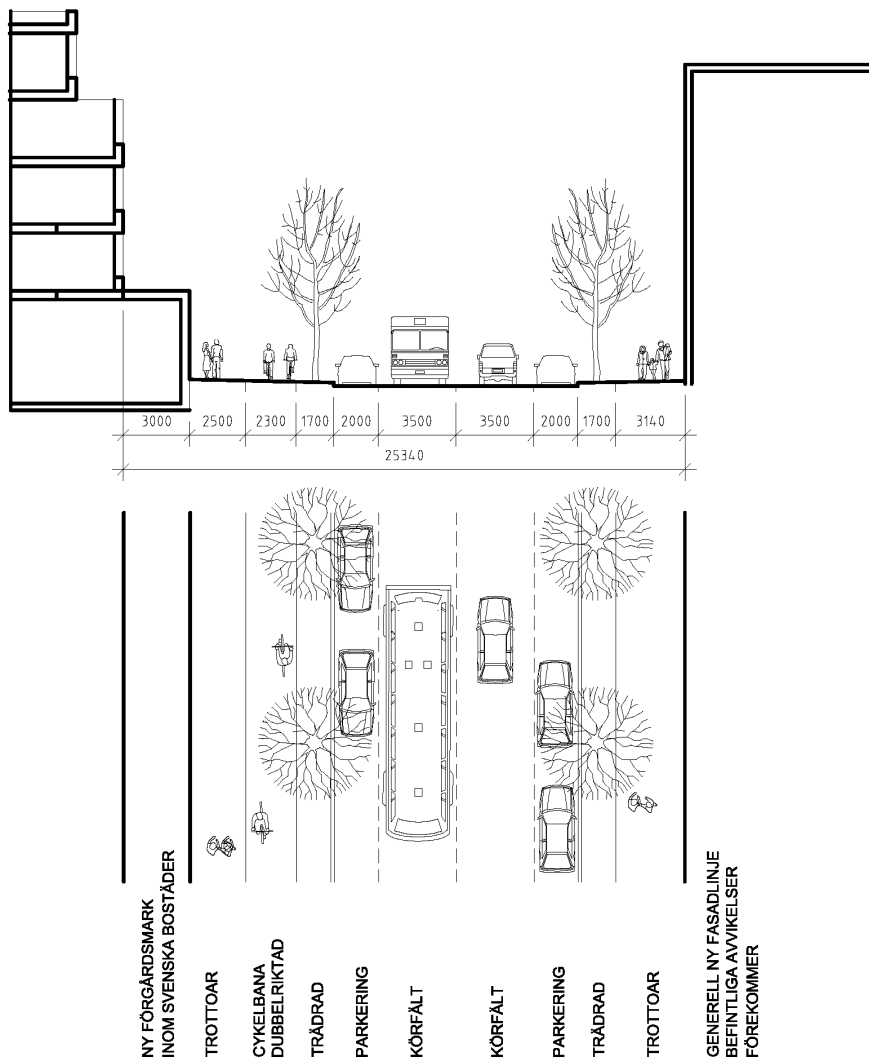 3000 2500 2300 1700 2000 3500 3500 2000 1700 3140
25340
NY FÖRGÅRDSMARK
INOM SVENSKA BOSTÄDER
TROTTOAR
CYKELBANA
DUBBELRIKTAD
TRÄDRAD
PARKERING
KÖRFÄLT
KÖRFÄLT
PARKERING
TRÄDRAD
TROTTOAR
GENERELL NY FASADLINJE
BEFINTLIGA AVVIKELSER
FÖREKOMMER